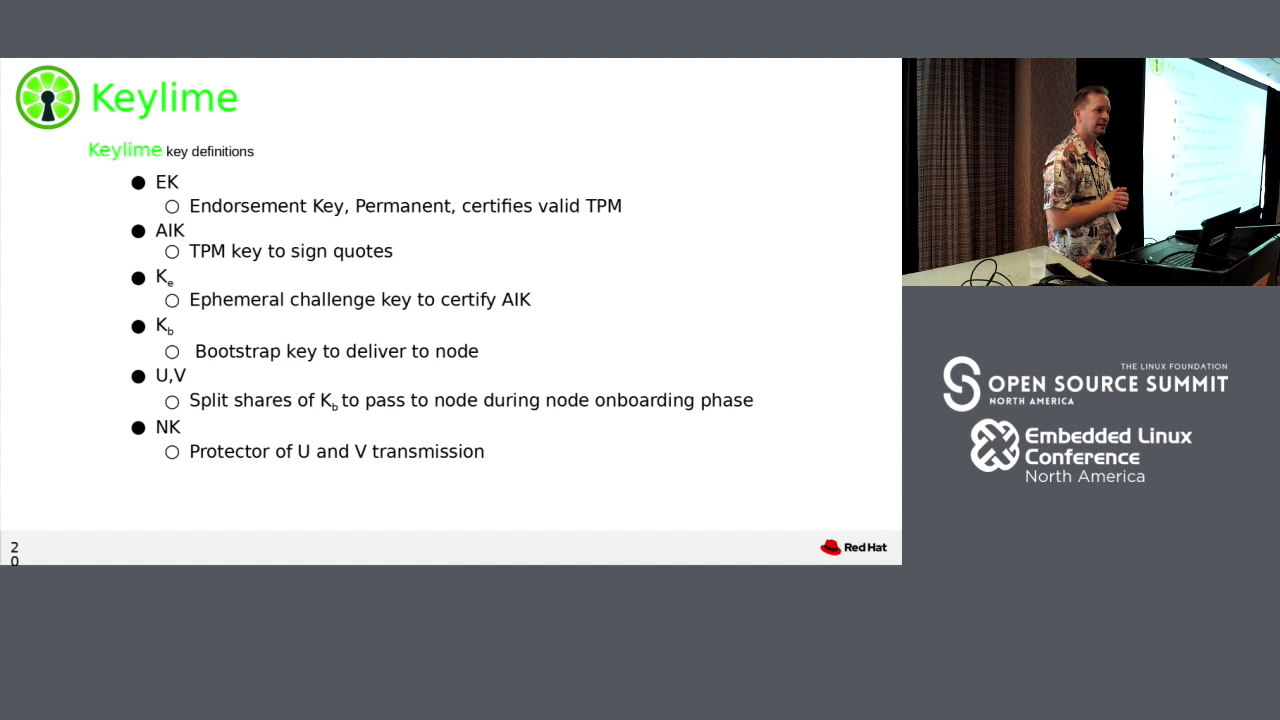 Keylime
Keylime key definitions
● EK
○ Endorsement Key, Permanent, certifies valid TPM
● AIK
○ TPM key to sign quotes
● Ke
○ Ephemeral challenge key to certify AIK
● Kb
○ Bootstrap key to deliver to node
● U,V
○ Split shares of Kb to pass to node during node onboarding phase
● NK
○ Protector of U and V transmission
2
0
Red Hat
THE LINUX FOUNDATION
OPEN SOURCE SUMMIT
NORTH AMERICA
Embedded Linux
Conference
North America